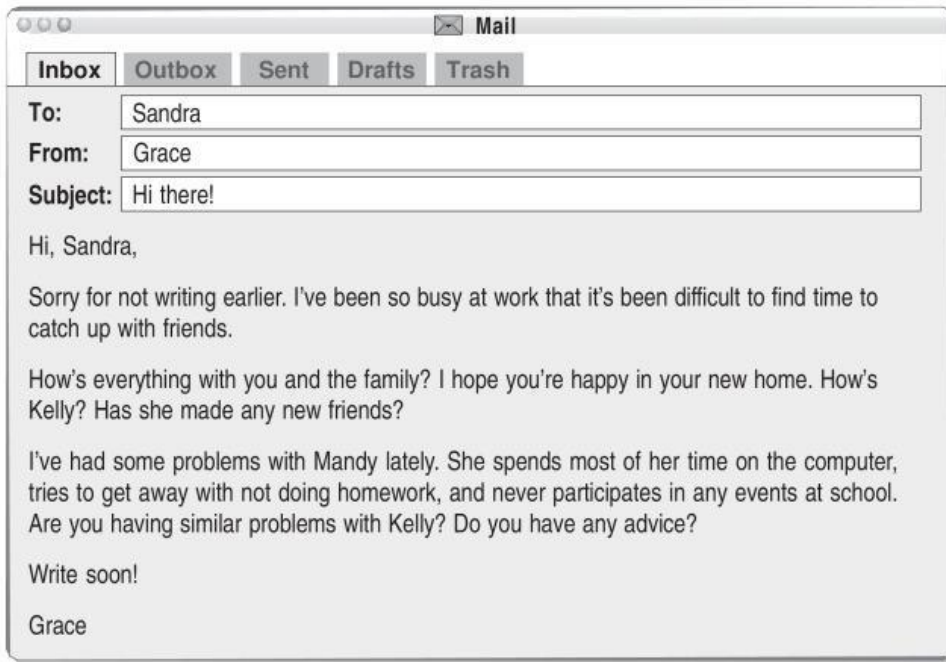 Mail
Inbox Outbox Sent Drafts Trash
To: Sandra
From: Grace
Subject: Hi there!
Hi, Sandra,
Sorry for not writing earlier. I've been so busy at work that it's been difficult to find time to
catch up with friends.
How's everything with you and the family? I hope you're happy in your new home. How's
Kelly? Has she made any new friends?
I've had some problems with Mandy lately. She spends most of her time on the computer,
tries to get away with not doing homework, and never participates in any events at school.
Are you having similar problems with Kelly? Do you have any advice?
Write soon!
Grace